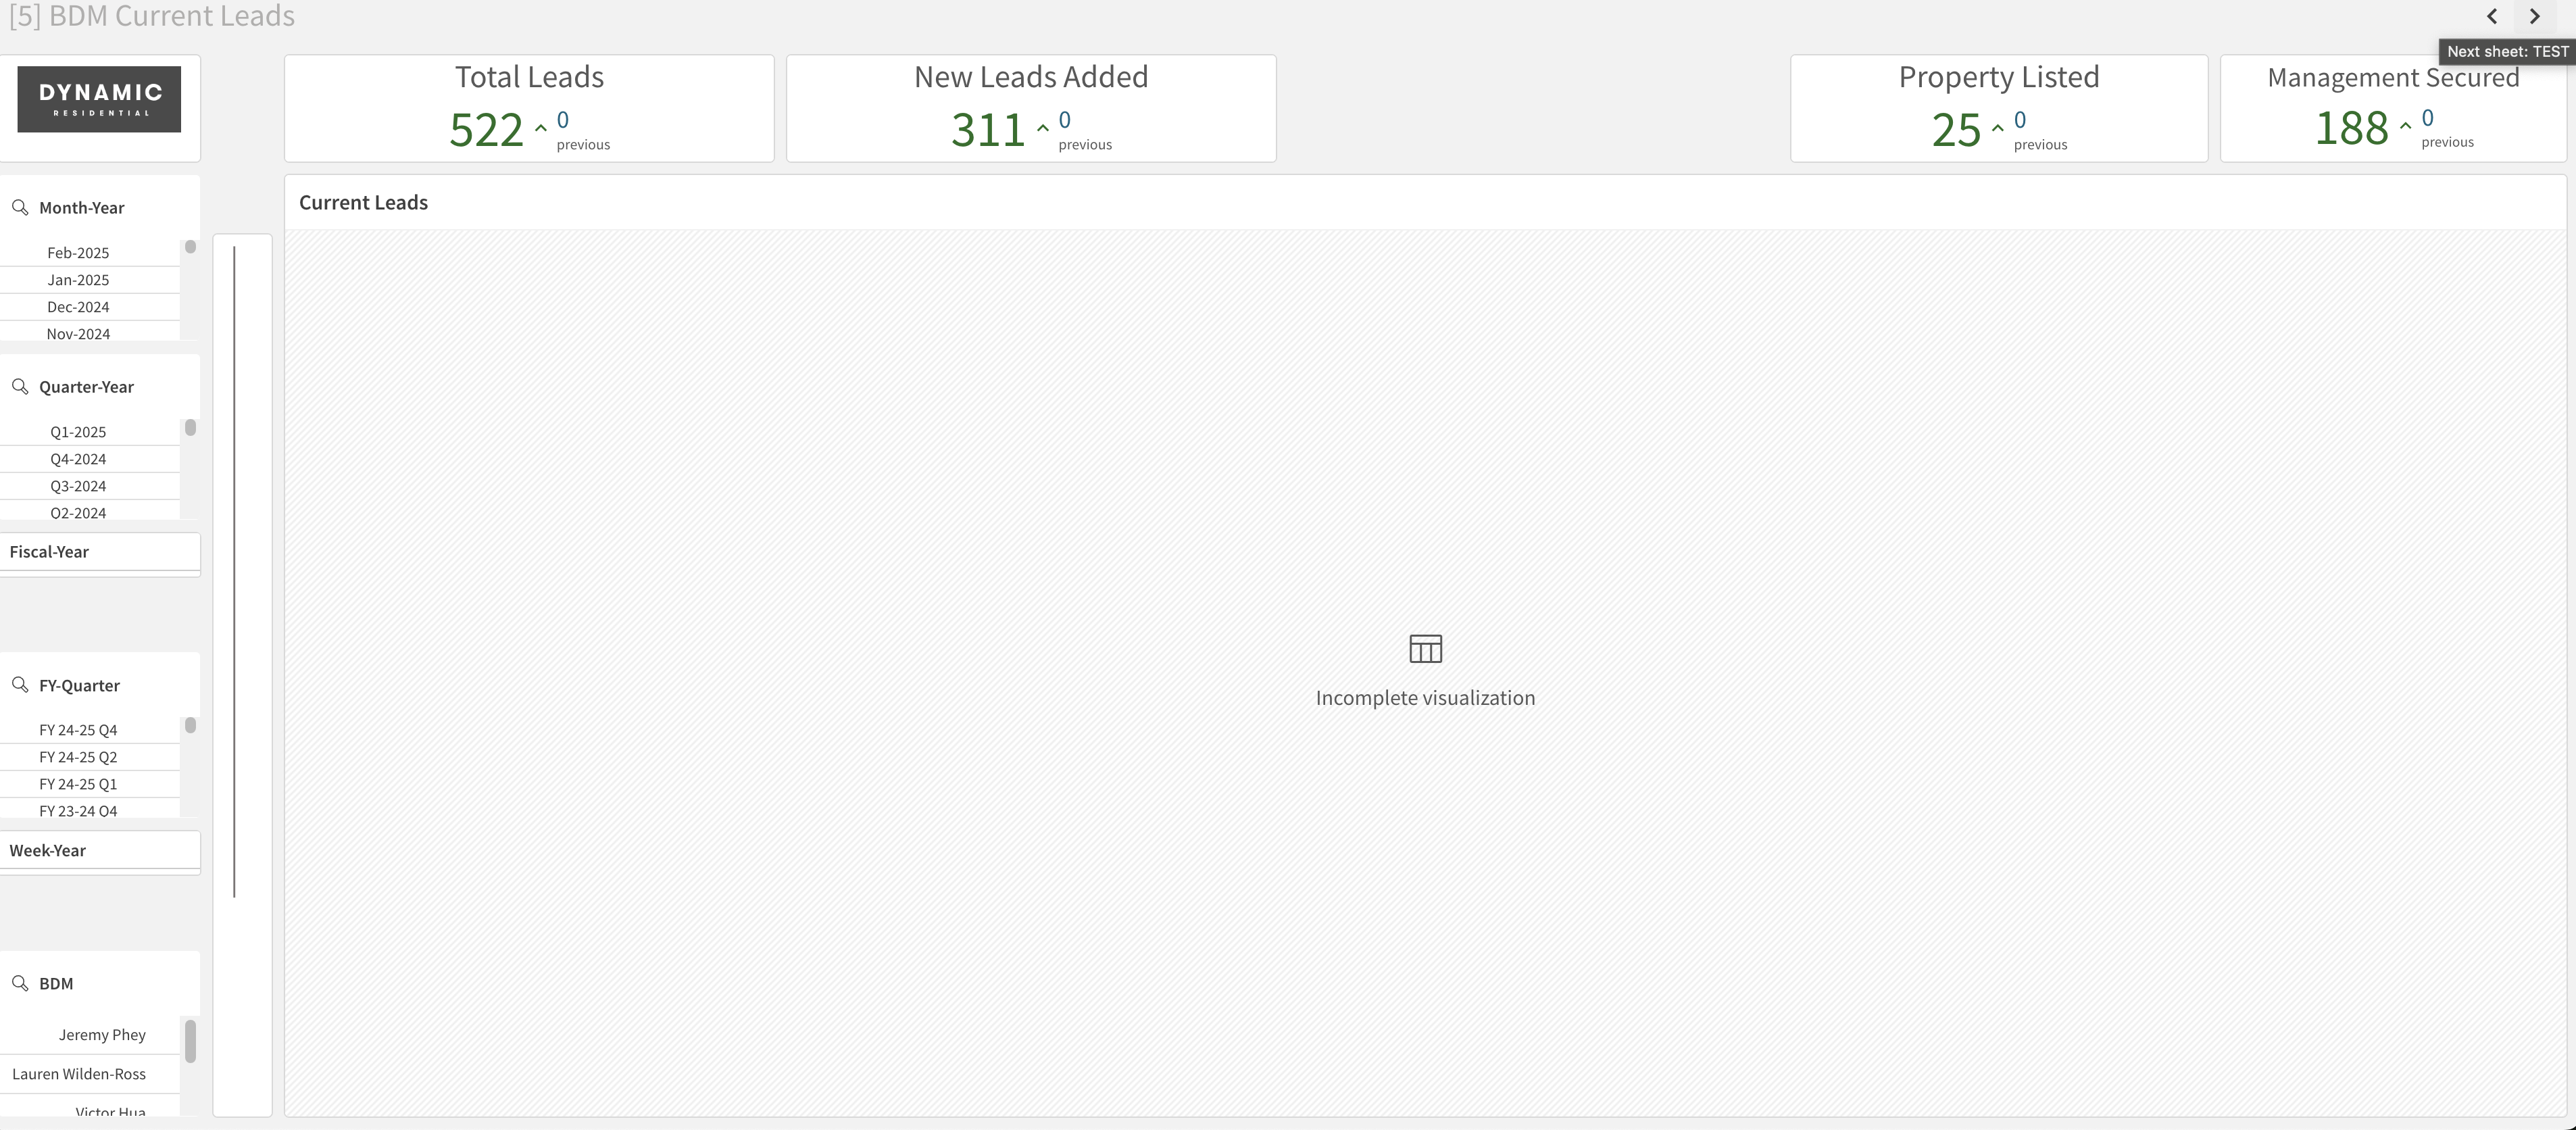 [5] BDM Current Leads
Next sheet: TEST
DYNAMIC
RESIDENTIAL
Total Leads
522
0
previous
New Leads Added
311
0
previous
Property Listed
25
0
previous
Management Secured
188
0
previous
Month-Year
Feb-2025
Jan-2025
Dec-2024
Nov-2024
Quarter-Year
Q1-2025
Q4-2024
Q3-2024
Q2-2024
Fiscal-Year
FY-Quarter
FY 24-25 Q4
FY 24-25 Q2
FY 24-25 Q1
FY 23-24 Q4
Week-Year
BDM
Jeremy Phey
Lauren Wilden-Ross
Victor Hua
Current Leads
Incomplete visualization